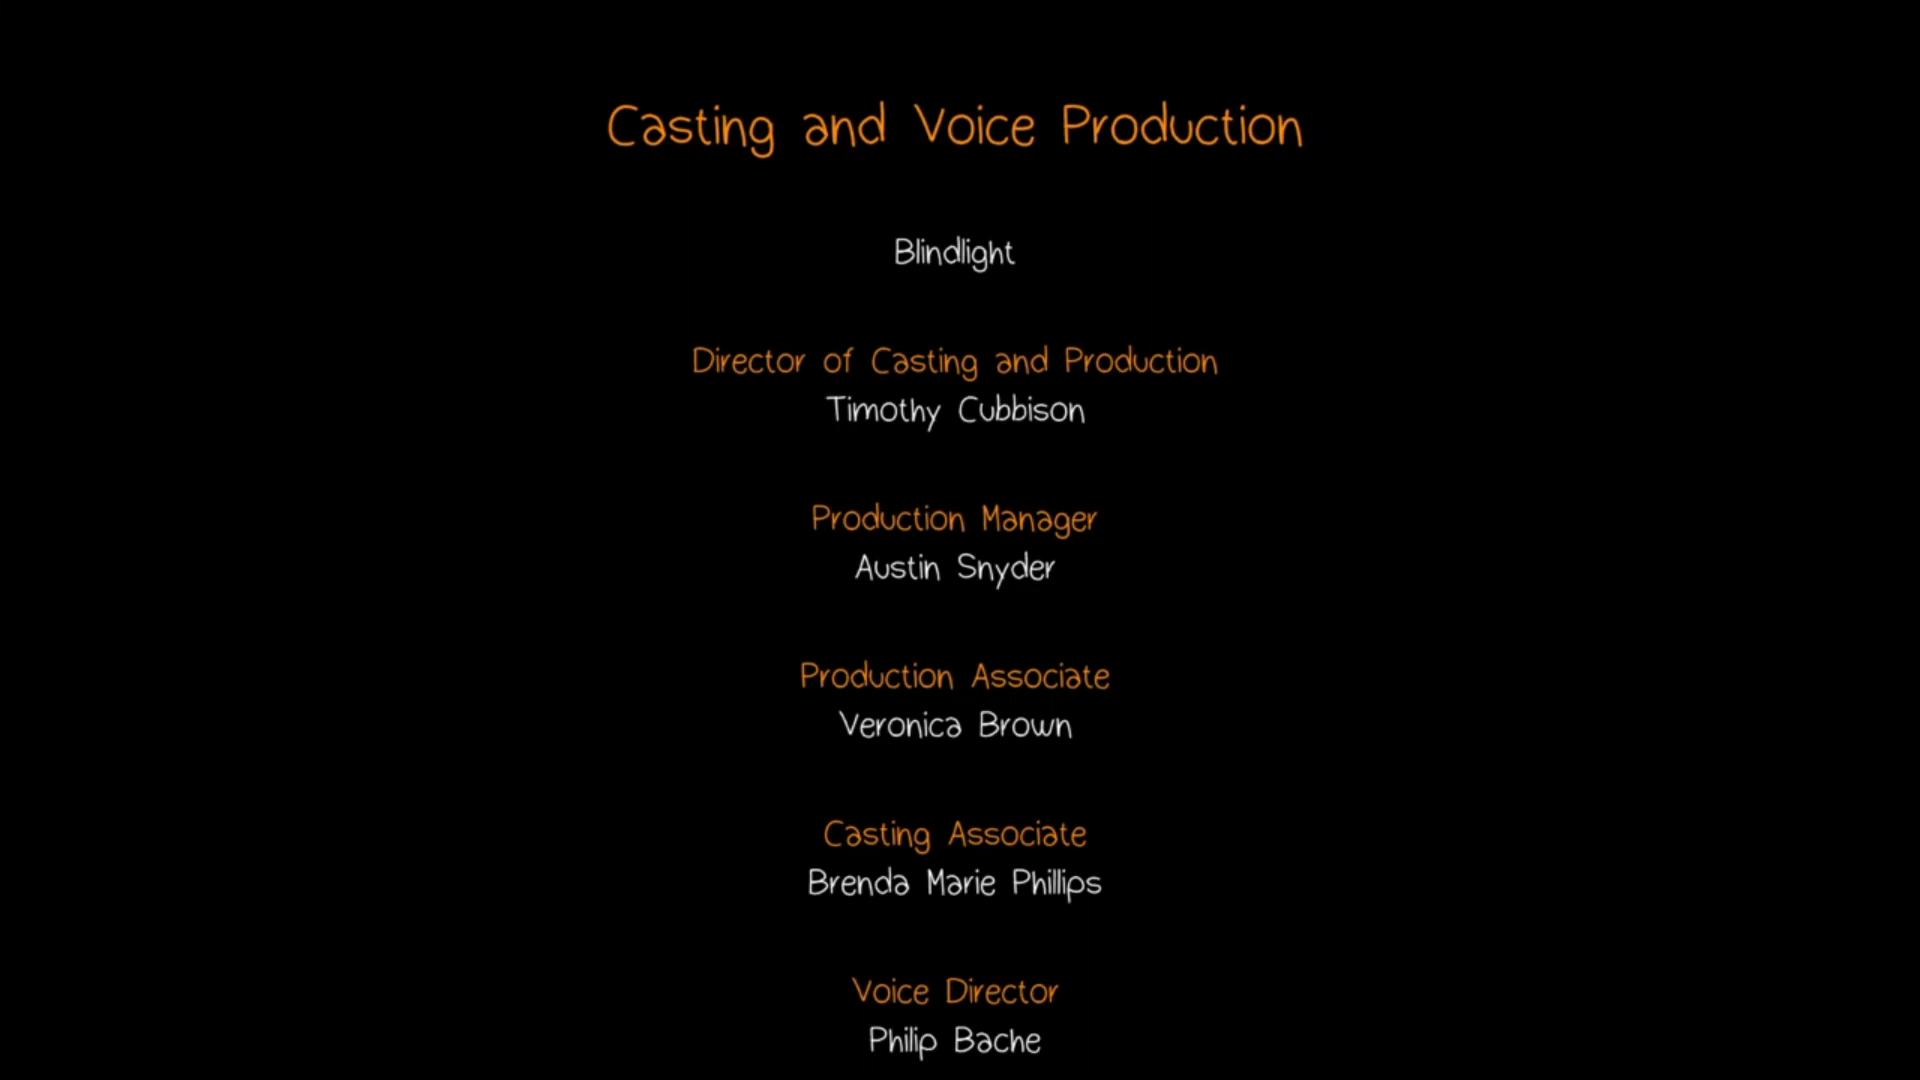 Casting and Voice Production
Blindlight
Director of Casting and Production
Timothy Cubbison
Production Manager
Austin Snyder
Production Associate
Veronica Brown
Casting Associate
Brenda Marie Phillips
Voice Director
Philip Bache